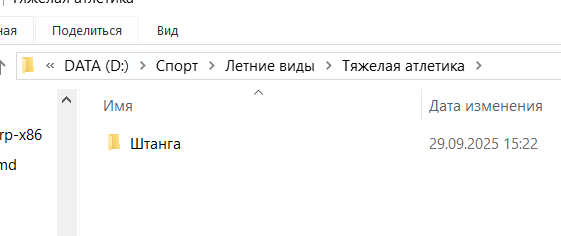 Тяжелая атлетика
Поделиться Вид
« DATA (D:) > Спорт > Летние виды > Тяжелая атлетика >
Имя Дата изменения
rp-x86
md
Штанга 29.09.2025 15:22